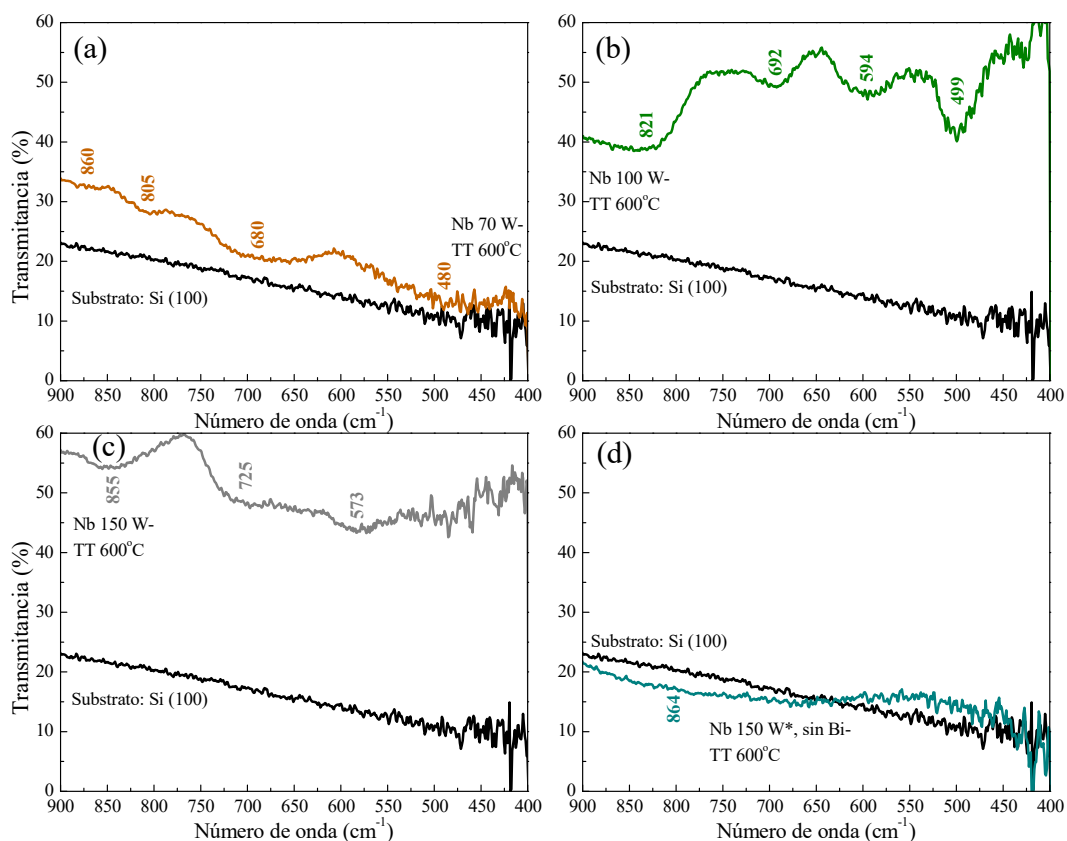 (a)
60
50
40
30
20
10
0
Transmitancia (%)
860
805
680
480
Nb 70 W-
TT 600°C
Substrato: Si (100)
900 850 800 750 700 650 600 550 500 450 400
Número de onda (cm⁻¹)
(b)
60
50
40
30
20
10
0
821
692
594
499
Nb 100 W-
TT 600°C
Substrato: Si (100)
900 850 800 750 700 650 600 550 500 450 400
Número de onda (cm⁻¹)
(c)
60
50
40
30
20
10
0
Transmitancia (%)
855
725
573
Nb 150 W-
TT 600°C
Substrato: Si (100)
900 850 800 750 700 650 600 550 500 450 400
Número de onda (cm⁻¹)
(d)
60
50
40
30
20
10
0
Substrato: Si (100)
864
Nb 150 W*, sin Bi-
TT 600°C
900 850 800 750 700 650 600 550 500 450 400
Número de onda (cm⁻¹)